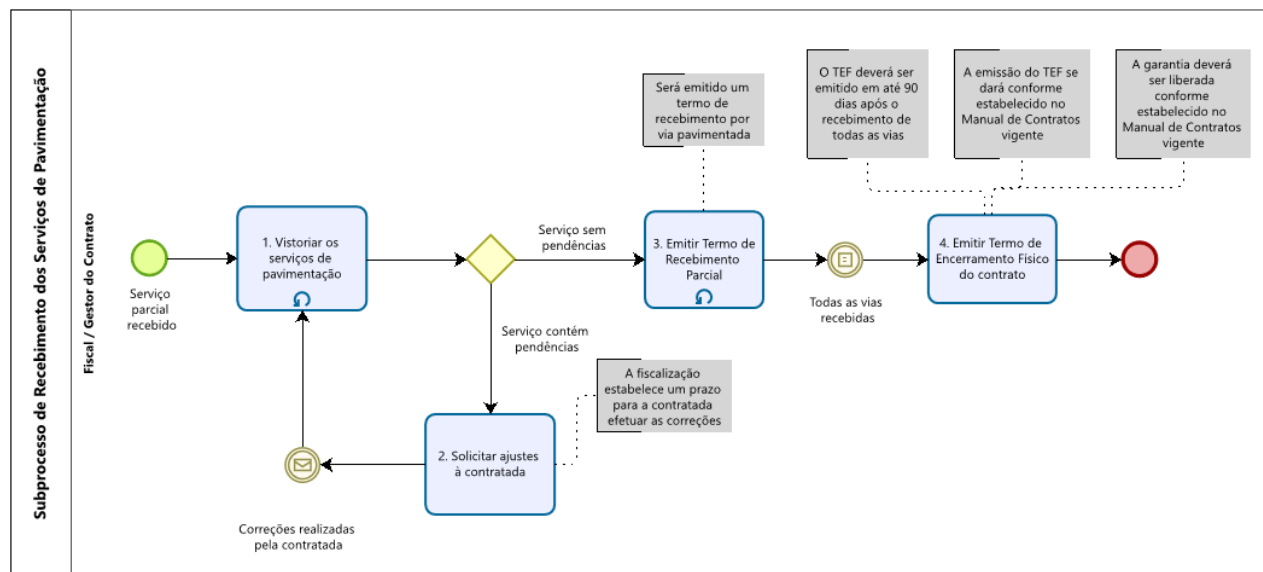 Subprocesso de Recebimento dos Serviços de Pavimentação
Fiscal / Gestor do Contrato
Serviço
parcial
recebido
1. Vistoriar os
serviços de
pavimentação
Serviço sem
pendências
Serviço contém
pendências
2. Solicitar ajustes
à contratada
A fiscalização
estabelece um prazo
para a contratada
efetuar as correções
Correções realizadas
pela contratada
Será emitido um
termo de
recebimento por
via pavimentada
3. Emitir Termo de
Recebimento
Parcial
Todas as vias
recebidas
O TEF deverá ser
emitido em até 90
dias após o
recebimento de
todas as vias
A emissão do TEF se
dará conforme
estabelecido no
Manual de Contratos
vigente
A garantia deverá
ser liberada
conforme
estabelecido no
Manual de Contratos
vigente
4. Emitir Termo de
Encerramento Físico
do contrato